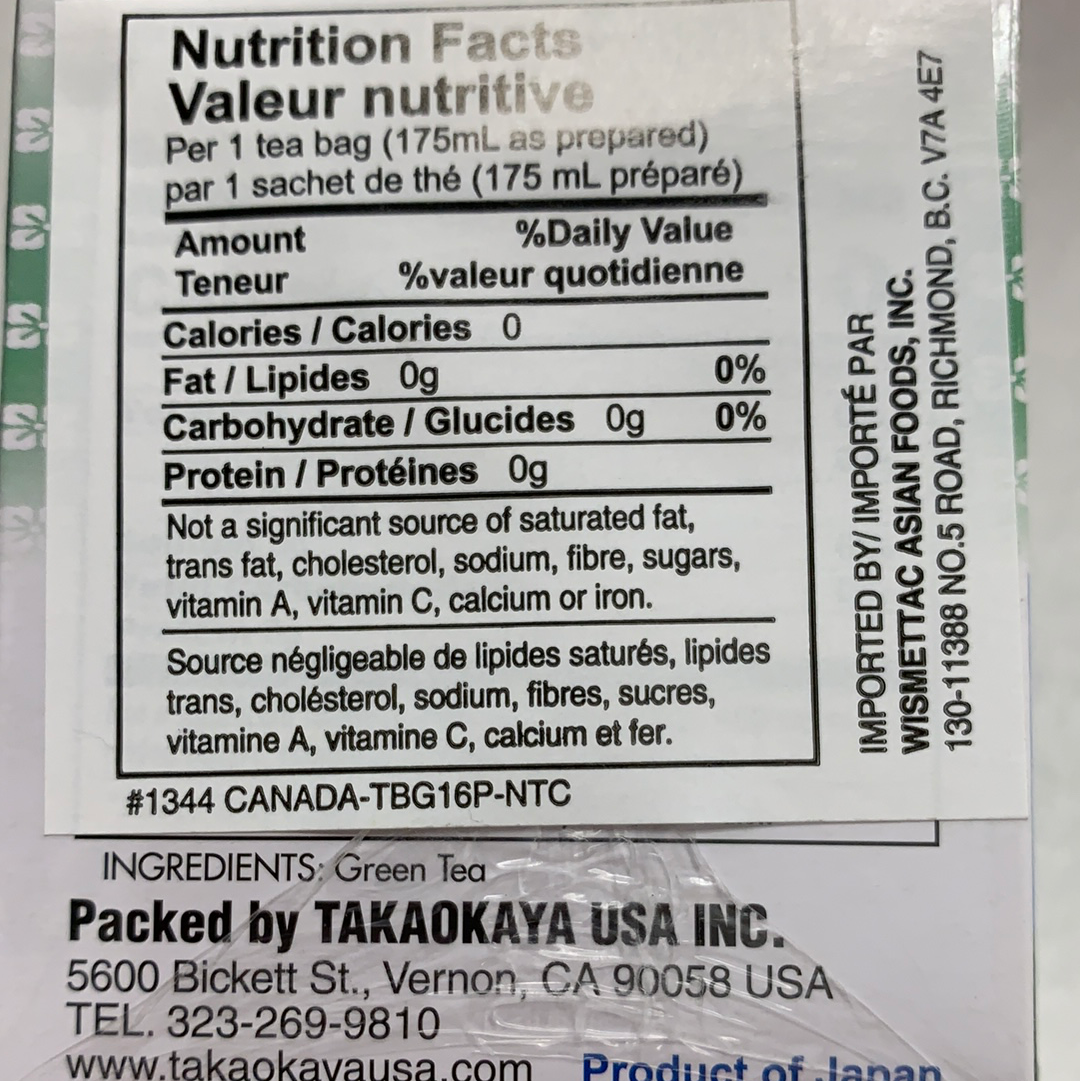 Nutrition Facts
Valeur nutritive
Per 1 tea bag (175mL as prepared)
par 1 sachet de thé (175 mL préparé)
Amount %Daily Value
Teneur %valeur quotidienne
Calories / Calories 0
Fat / Lipides 0g 0%
Carbohydrate / Glucides 0g 0%
Protein / Protéines 0g
Not a significant source of saturated fat,
trans fat, cholesterol, sodium, fibre, sugars,
vitamin A, vitamin C, calcium or iron.
Source négligeable de lipides saturés, lipides
trans, cholésterol, sodium, fibres, sucres,
vitamine A, vitamine C, calcium et fer.
#1344 CANADA-TBG16P-NTC
IMPORTED BY/ IMPORTÉ PAR
WISMETTAC ASIAN FOODS, INC.
130-11388 NO.5 ROAD, RICHMOND, B.C. V7A 4E7
INGREDIENTS: Green Tea
Packed by TAKAOKAYA USA INC.
5600 Bickett St., Vernon, CA 90058 USA
TEL. 323-269-9810
www.takaokayausa.com Product of Japan